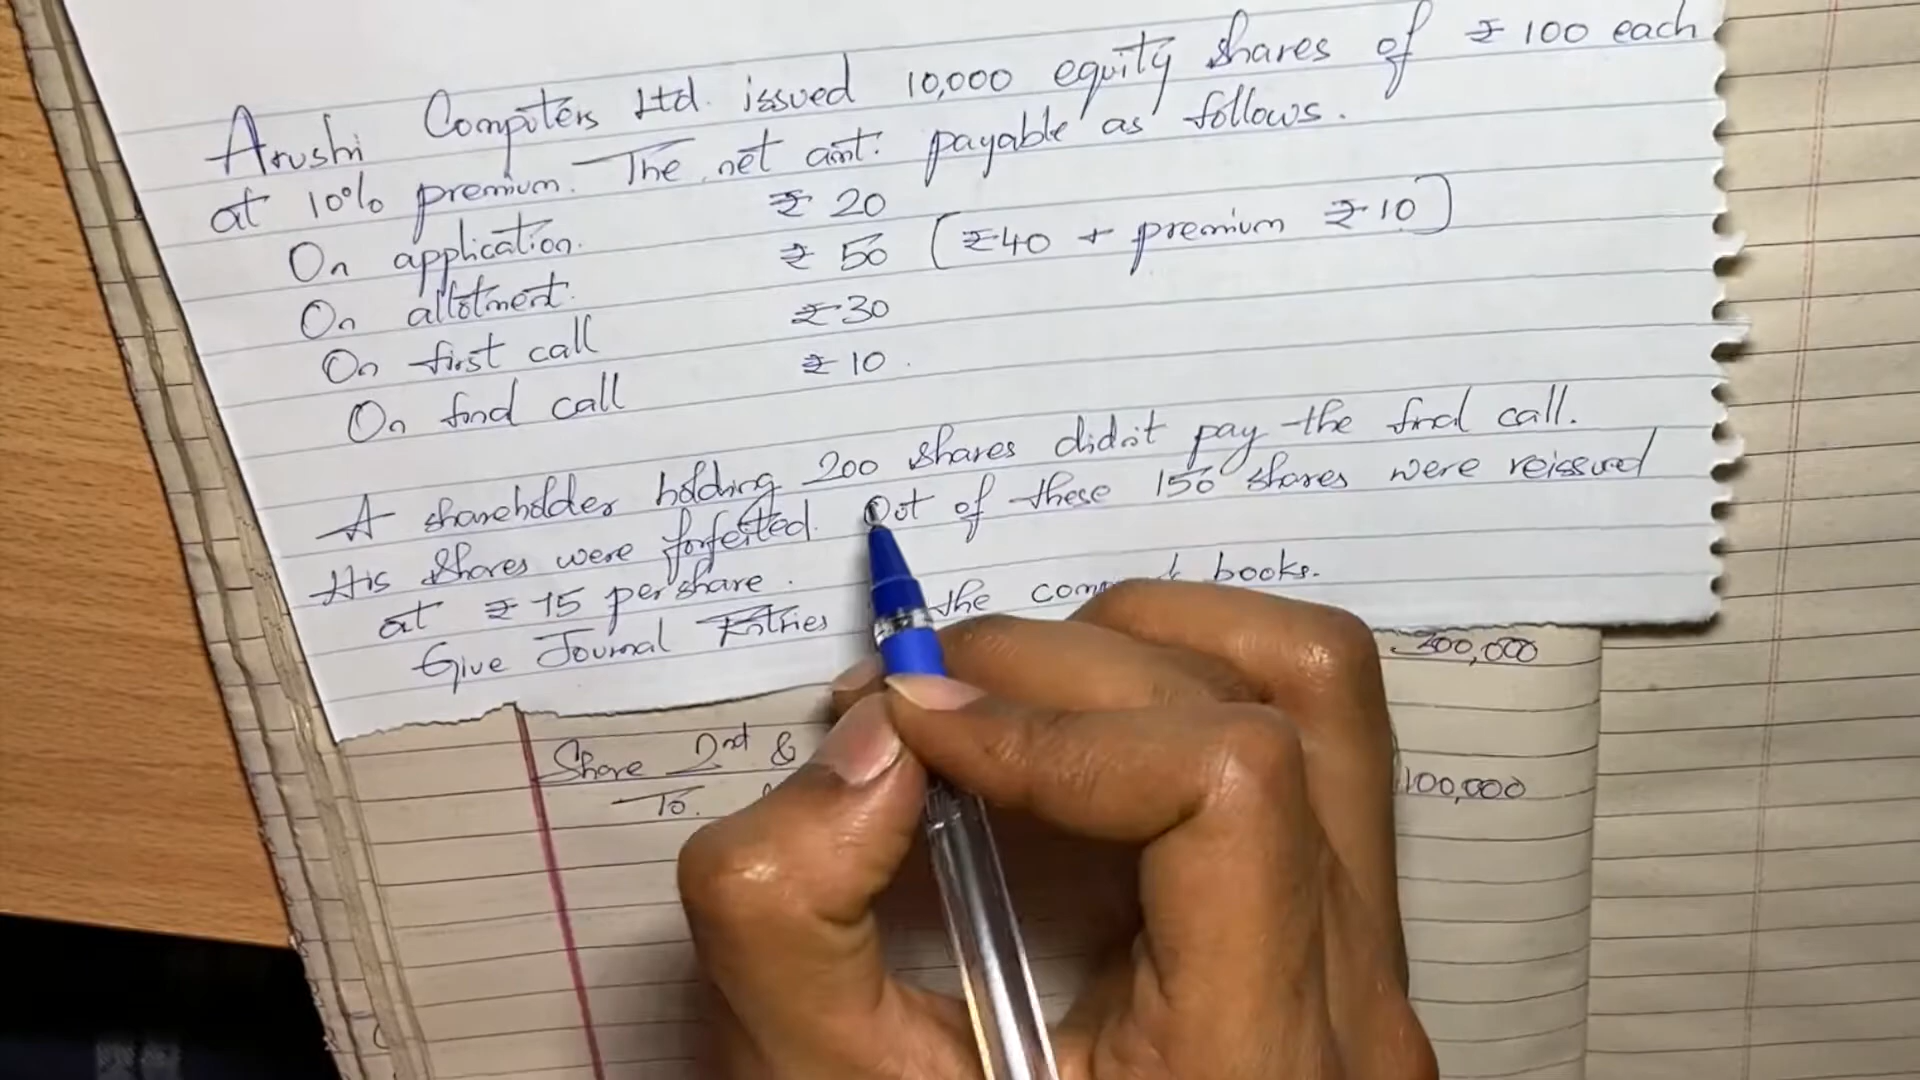 Arushi Computers Ltd. issued 10,000 equity shares of ₹ 100 each
at 10% premium. The net amt. payable as follows.
On application. ₹ 20
On allotment. ₹ 50 [₹40 + premium ₹10]
On first call ₹30
On final call ₹ 10.
A shareholder holding 200 shares didn't pay the final call.
His shares were forfeited. Out of these 150 shares were reissued
at ₹ 75 per share.
Give Journal Entries the books.
200,000
Share 2nd &
To.
100,000